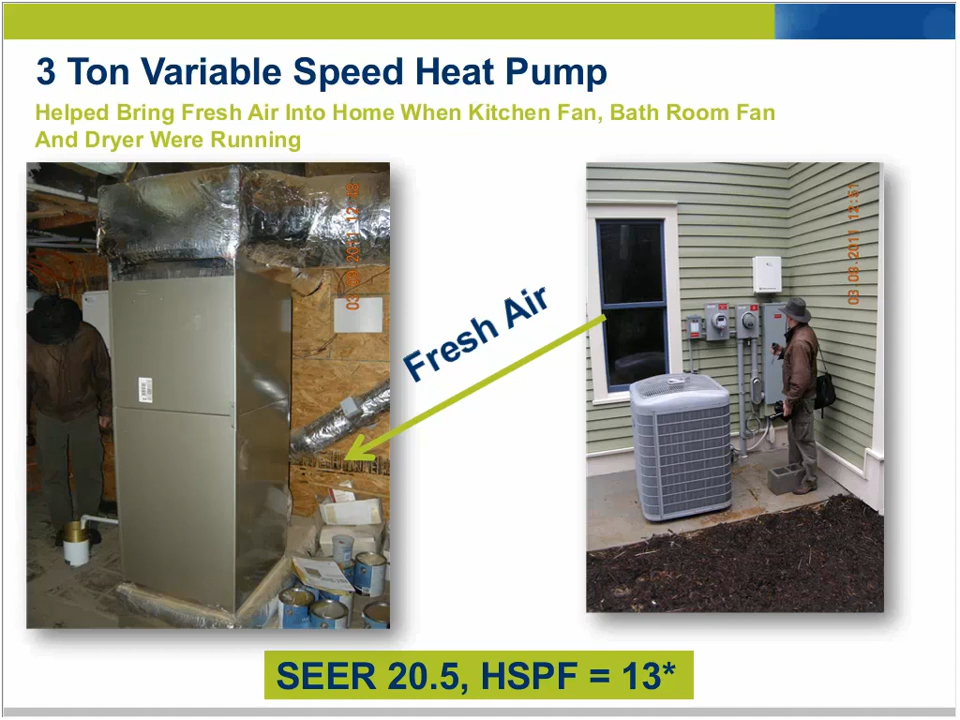 3 Ton Variable Speed Heat Pump
Helped Bring Fresh Air Into Home When Kitchen Fan, Bath Room Fan
And Dryer Were Running
Fresh Air
SEER 20.5, HSPF = 13*